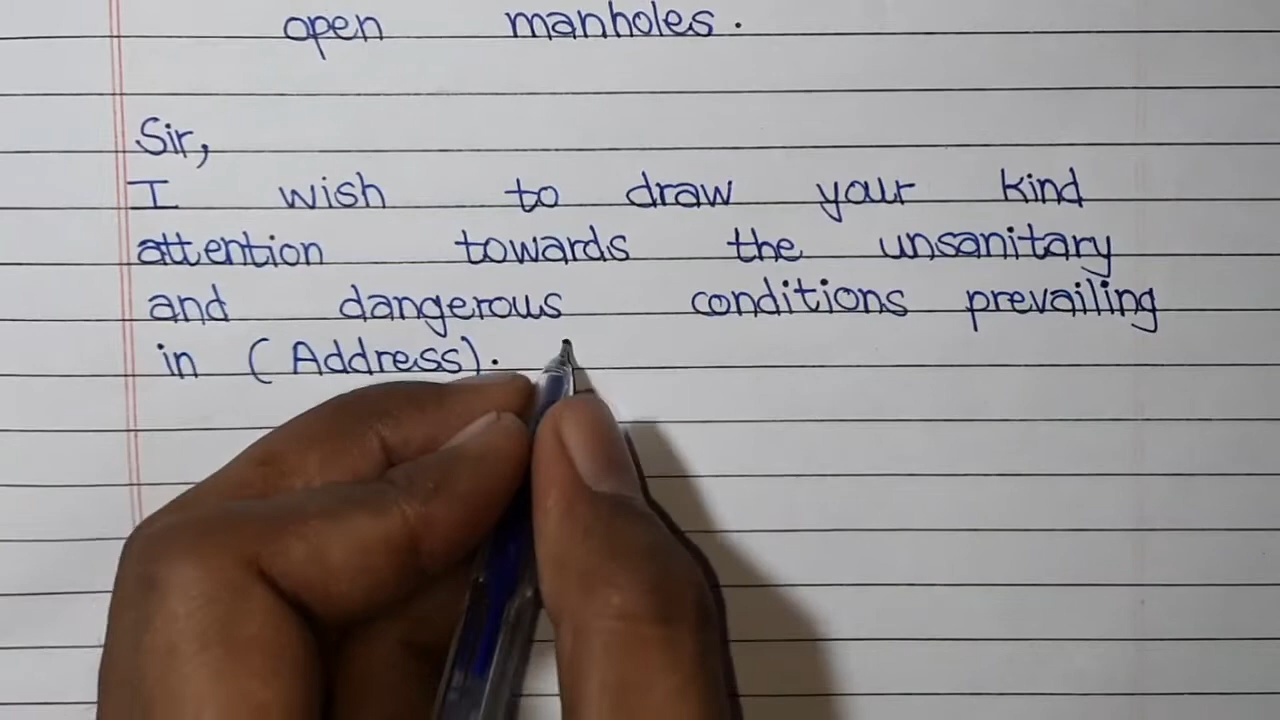 open manholes.
Sir,
I wish to draw your kind
attention towards the unsanitary
and dangerous conditions prevailing
in (Address).